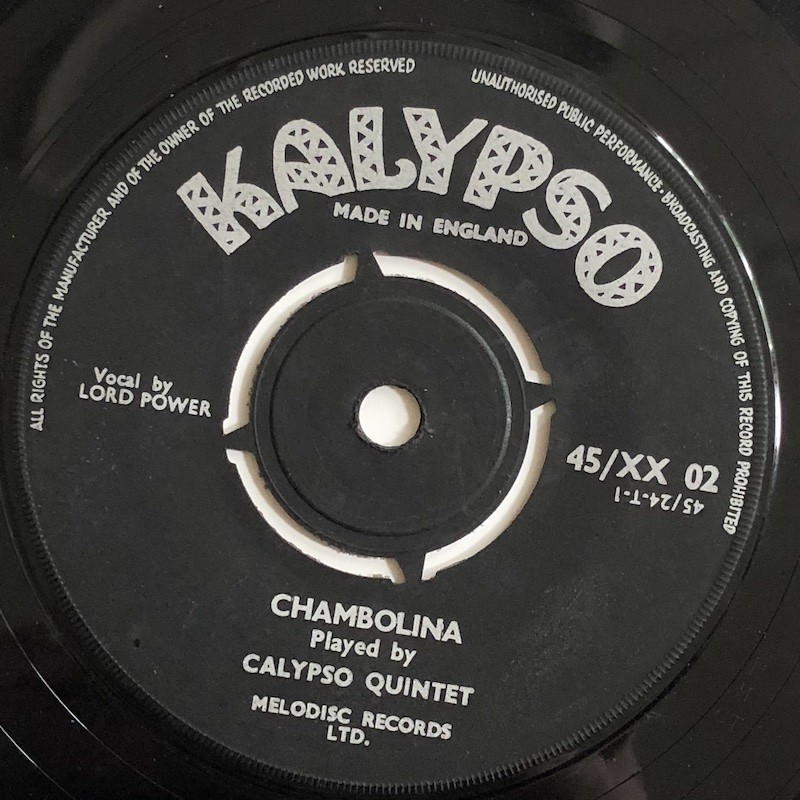 ALL RIGHTS OF THE MANUFACTURER AND OF THE OWNER OF THE RECORDED WORK RESERVED
UNAUTHORISED PUBLIC PERFORMANCE·BROADCASTING AND COPYING OF THIS RECORD PROHIBITED
KALYPSO
MADE IN ENGLAND
Vocal by
LORD POWER
45/XX 02
45/24-T-1
CHAMBOLINA
Played by
CALYPSO QUINTET
MELODISC RECORDS
LTD.